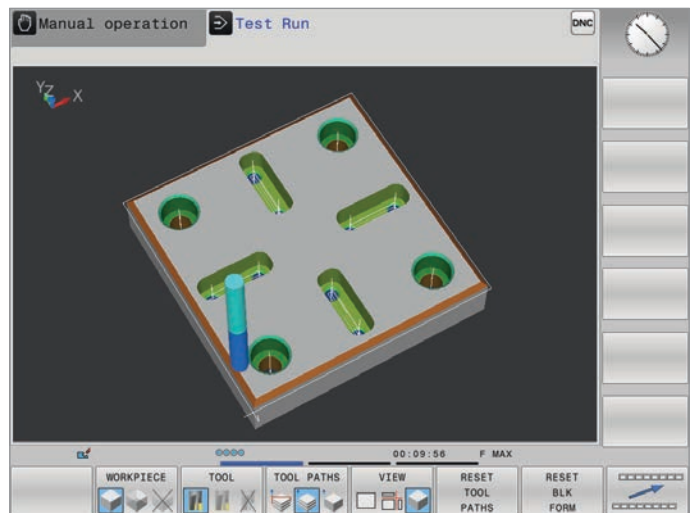 Manual operation
Test Run
DNC
YZ X
00:09:56 F MAX
WORKPIECE
TOOL
TOOL PATHS
VIEW
RESET
TOOL
PATHS
RESET
BLK
FORM